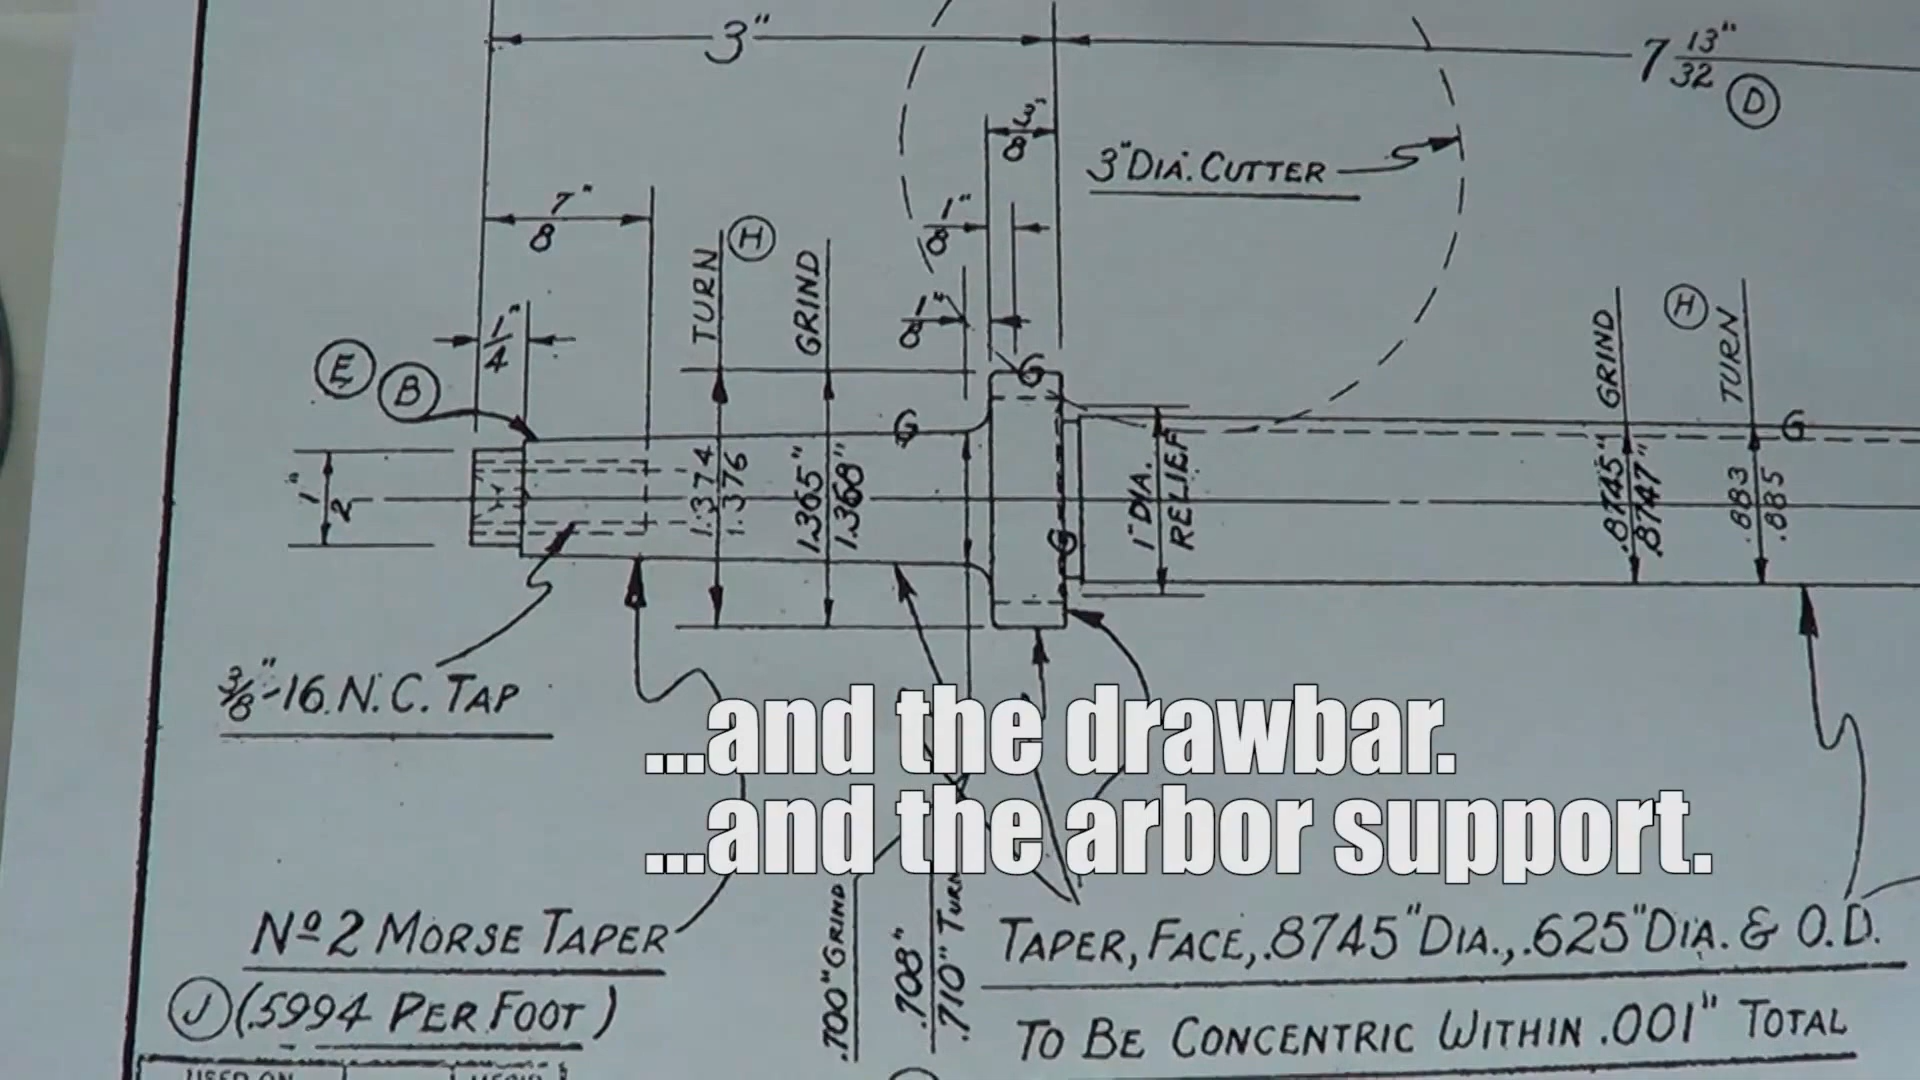 3"
7 13/32"
D
3/8"
3" DIA. CUTTER
7/8"
1/8"
H
TURN
GRIND
1/8"
1/4"
H
GRIND
TURN
E
B
G
G
G
G
1/2"
1.374
1.376
1.365"
1.368"
1" DIA.
RELIEF
.8745"
.8747"
.883
.885
3/8"-16 N.C. TAP
...and the drawbar.
...and the arbor support.
Nº 2 MORSE TAPER
J (.5994 PER FOOT)
.700" GRIND
.708"
.710" TURN
TAPER, FACE, .8745" DIA., .625" DIA. & O.D.
TO BE CONCENTRIC WITHIN .001" TOTAL
USED ON